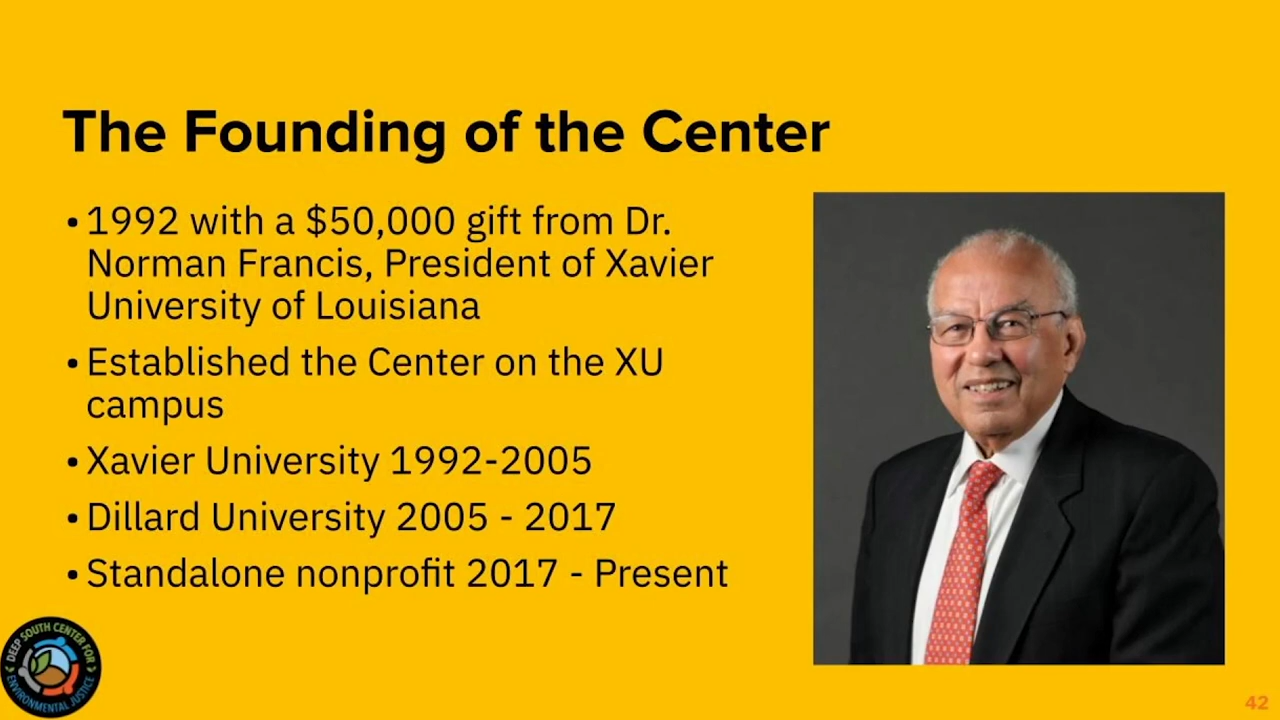 The Founding of the Center
• 1992 with a $50,000 gift from Dr.
Norman Francis, President of Xavier
University of Louisiana
• Established the Center on the XU
campus
• Xavier University 1992-2005
• Dillard University 2005 - 2017
• Standalone nonprofit 2017 - Present
DEEP SOUTH CENTER FOR
ENVIRONMENTAL JUSTICE
42